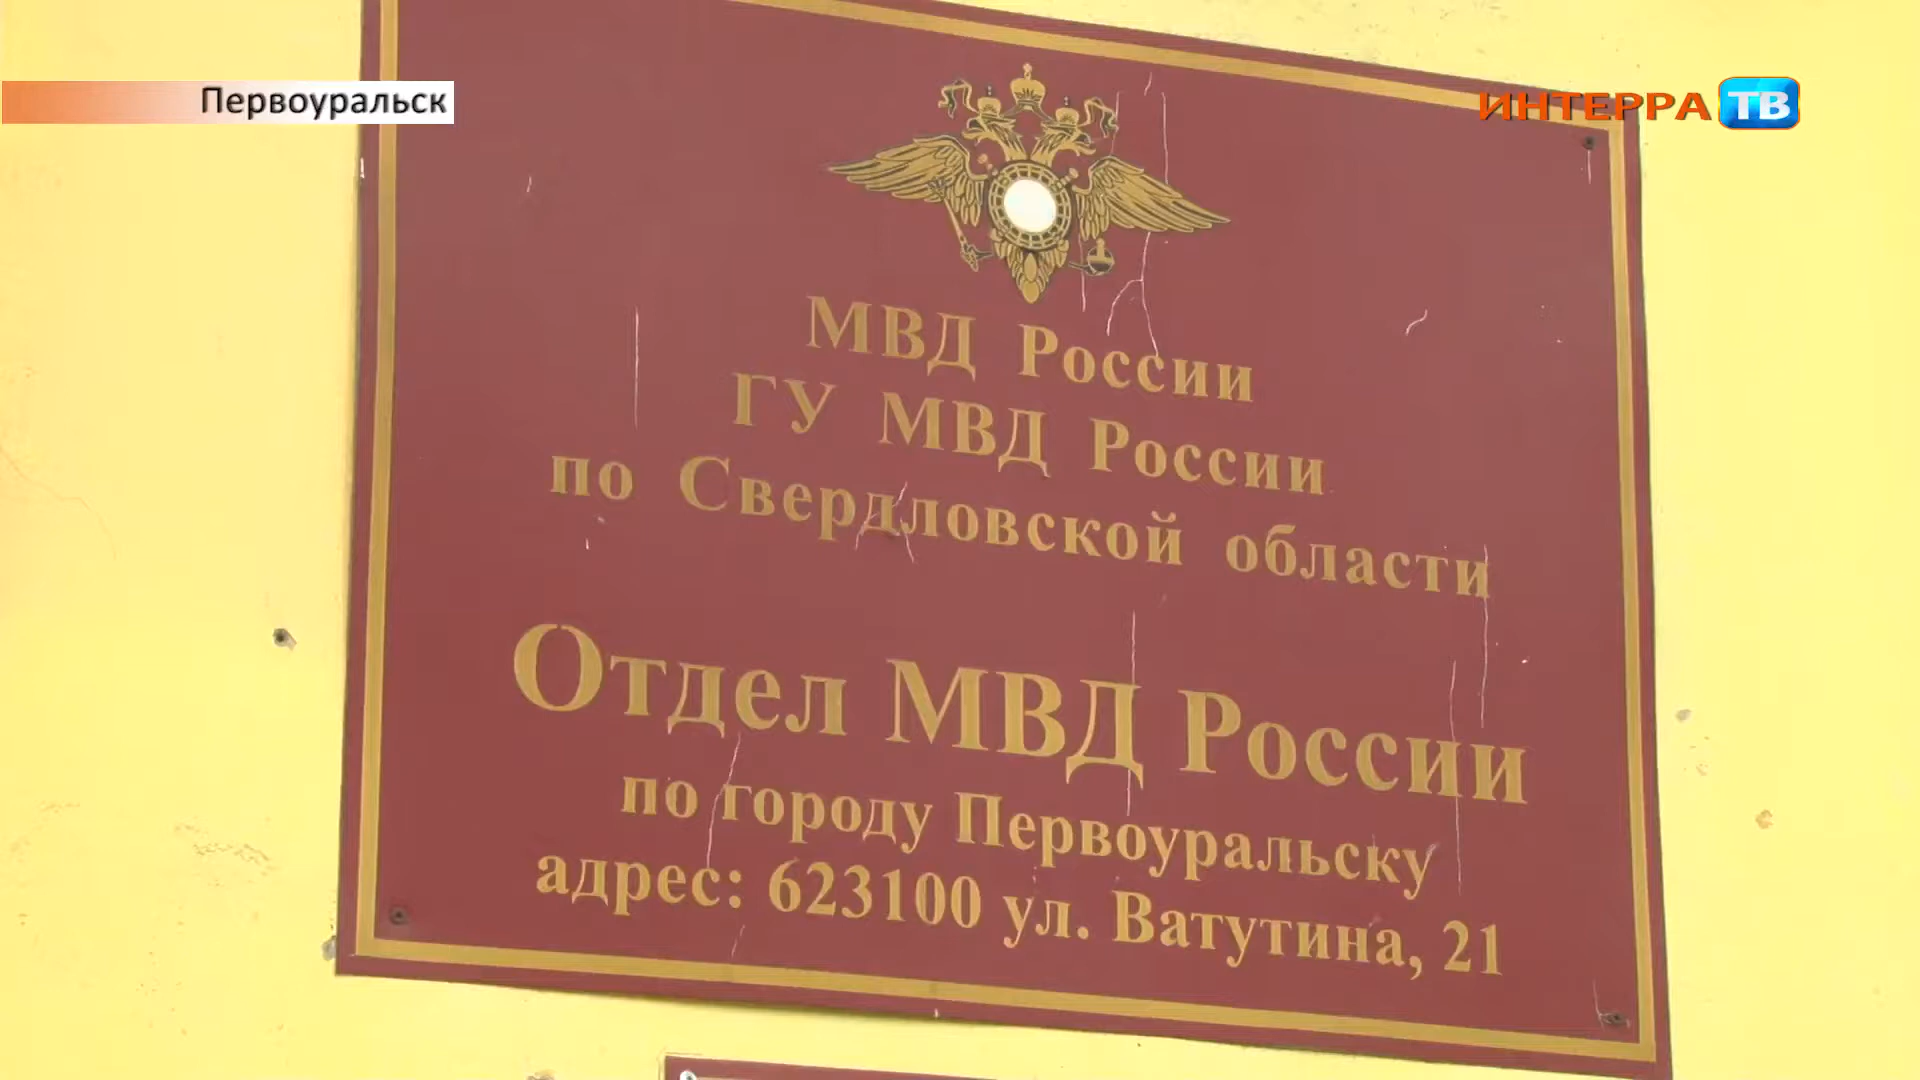 Первоуральск
ИНТЕРРА ТВ
МВД России
ГУ МВД России
по Свердловской области
Отдел МВД России
по городу Первоуральску
адрес: 623100 ул. Ватутина, 21